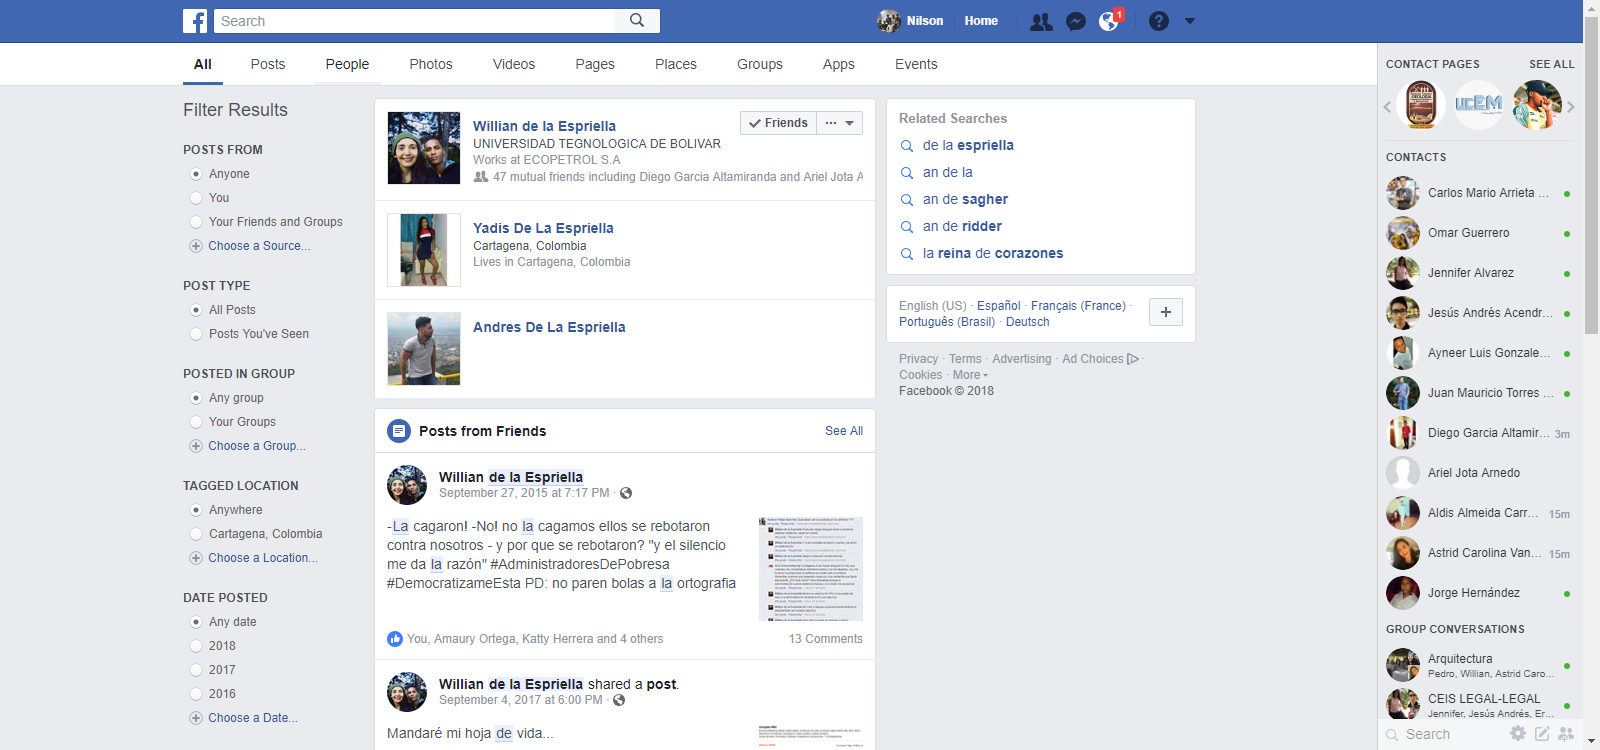 Search
Nilson
Home
1
All
Posts
People
Photos
Videos
Pages
Places
Groups
Apps
Events
Filter Results
POSTS FROM
Anyone
You
Your Friends and Groups
Choose a Source...
POST TYPE
All Posts
Posts You've Seen
POSTED IN GROUP
Any group
Your Groups
Choose a Group...
TAGGED LOCATION
Anywhere
Cartagena, Colombia
Choose a Location...
DATE POSTED
Any date
2018
2017
2016
Choose a Date...
Willian de la Espriella
Friends
UNIVERSIDAD TEGNOLOGICA DE BOLIVAR
Works at ECOPETROL S.A
47 mutual friends including Diego Garcia Altamiranda and Ariel Jota A
Yadis De La Espriella
Cartagena, Colombia
Lives in Cartagena, Colombia
Andres De La Espriella
Posts from Friends
See All
Willian de la Espriella
September 27, 2015 at 7:17 PM ·
-La cagaron! -No! no la cagamos ellos se rebotaron
contra nosotros - y por que se rebotaron? "y el silencio
me da la razón" #AdministradoresDePobresa
#DemocratizameEsta PD: no paren bolas a la ortografia
You, Amaury Ortega, Katty Herrera and 4 others
13 Comments
Willian de la Espriella shared a post.
September 4, 2017 at 6:00 PM ·
Mandaré mi hoja de vida...
Related Searches
de la espriella
an de la
an de sagher
an de ridder
la reina de corazones
English (US) · Español · Français (France) ·
Português (Brasil) · Deutsch
Privacy · Terms · Advertising · Ad Choices ·
Cookies · More
Facebook © 2018
CONTACT PAGES
SEE ALL
UCEM
CONTACTS
Carlos Mario Arrieta ...
Omar Guerrero
Jennifer Alvarez
Jesús Andrés Acendr...
Ayneer Luis Gonzale...
Juan Mauricio Torres ...
Diego Garcia Altamir...
3m
Ariel Jota Arnedo
Aldis Almeida Carr...
15m
Astrid Carolina Van...
15m
Jorge Hernández
GROUP CONVERSATIONS
Arquitectura
Pedro, Willian, Astrid Caro...
CEIS LEGAL-LEGAL
Jennifer, Jesús Andrés, Er...
Search